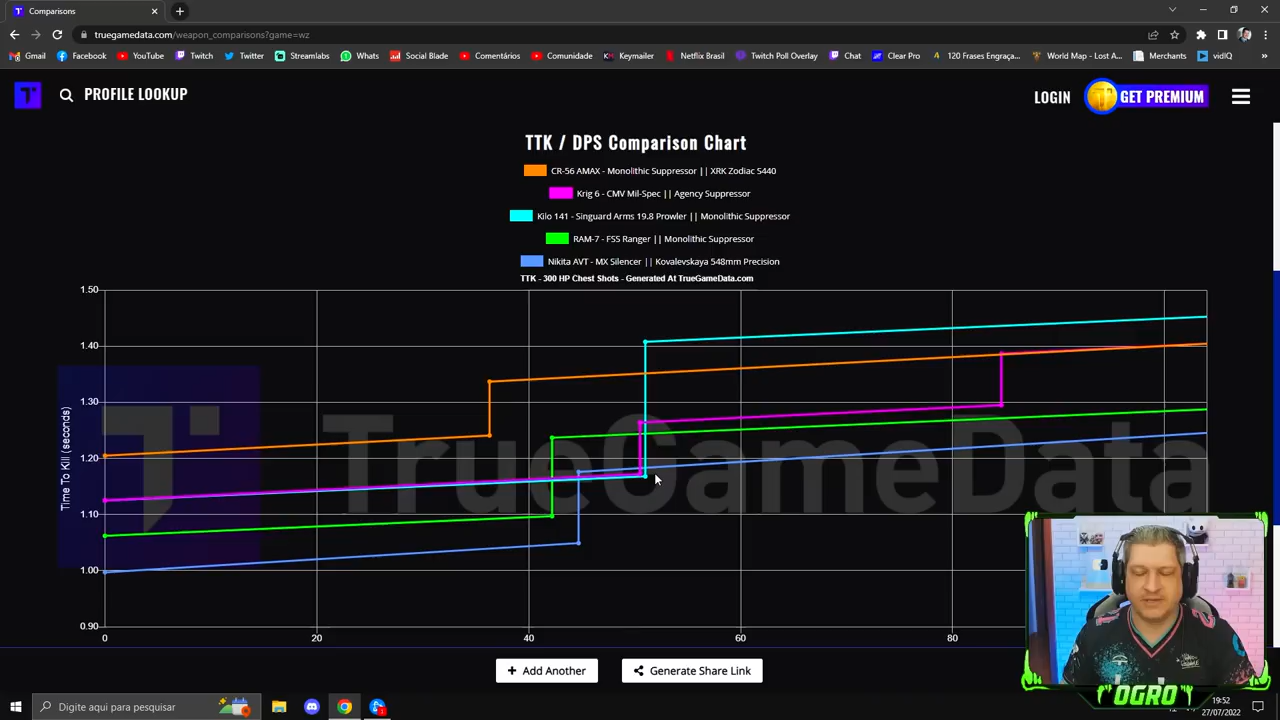 Comparisons
truegamedata.com/weapon_comparisons?game=wz
Gmail Facebook YouTube Twitch Twitter Streamlabs Whats Social Blade Comentários Comunidade Keymailer Netflix Brasil Twitch Poll Overlay Chat Clear Pro 120 Frases Engraça... World Map - Lost A... Merchants vidIQ
PROFILE LOOKUP
LOGIN
GET PREMIUM
TTK / DPS Comparison Chart
CR-56 AMAX - Monolithic Suppressor || XRK Zodiac S440
Krig 6 - CMV Mil-Spec || Agency Suppressor
Kilo 141 - Singuard Arms 19.8 Prowler || Monolithic Suppressor
RAM-7 - FSS Ranger || Monolithic Suppressor
Nikita AVT - MX Silencer || Kovalevskaya 548mm Precision
TTK - 300 HP Chest Shots - Generated At TrueGameData.com
1.50
1.40
1.30
1.20
1.10
1.00
0.90
Time To Kill (seconds)
TrueGameData
0 20 40 60 80
Add Another
Generate Share Link
OGRO
Digite aqui para pesquisar
19:52
27/07/2022